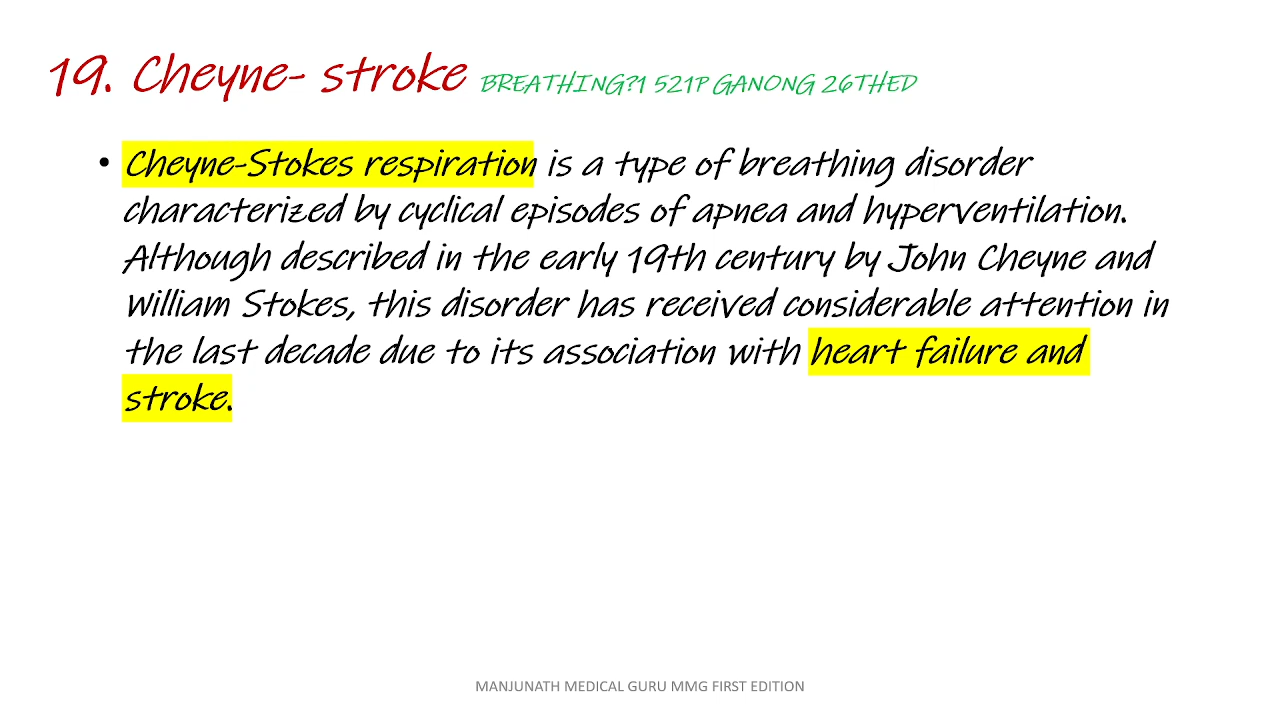 19. Cheyne- stroke BREATHING?1 521P GANONG 26THED
• Cheyne-Stokes respiration is a type of breathing disorder
characterized by cyclical episodes of apnea and hyperventilation.
Although described in the early 19th century by John Cheyne and
William Stokes, this disorder has received considerable attention in
the last decade due to its association with heart failure and
stroke.
MANJUNATH MEDICAL GURU MMG FIRST EDITION